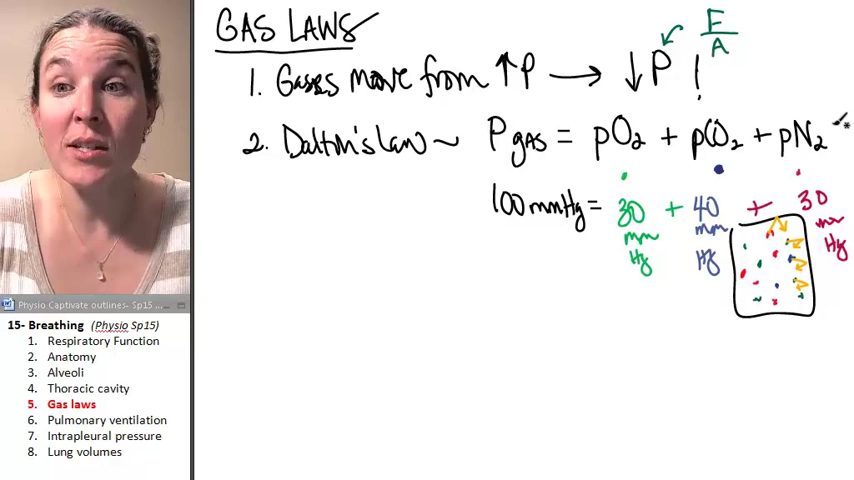 GAS LAWS
1. Gases move from ↑P → ↓P !
F
A
2. Dalton's law ~ P GAS = pO2 + pCO2 + pN2
100 mmHg = 30 mm Hg + 40 mm Hg + 30 mm Hg
Physio Captivate outlines- Sp15 ...
15- Breathing (Physio Sp15)
1. Respiratory Function
2. Anatomy
3. Alveoli
4. Thoracic cavity
5. Gas laws
6. Pulmonary ventilation
7. Intrapleural pressure
8. Lung volumes